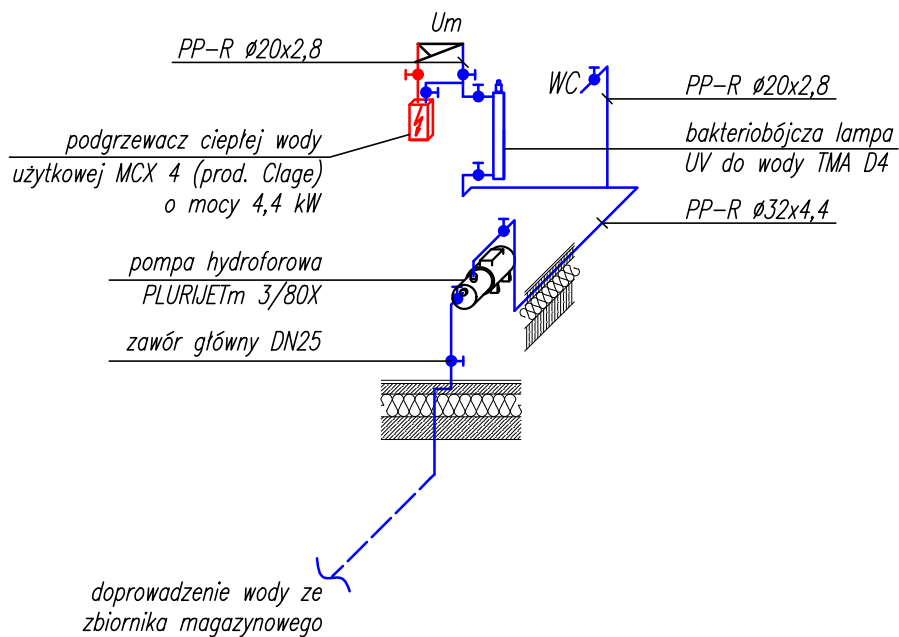 Um
PP-R ø20x2,8
WC
PP-R ø20x2,8
podgrzewacz ciepłej wody
użytkowej MCX 4 (prod. Clage)
o mocy 4,4 kW
bakteriobójcza lampa
UV do wody TMA D4
PP-R ø32x4,4
pompa hydroforowa
PLURIJETm 3/80X
zawór główny DN25
doprowadzenie wody ze
zbiornika magazynowego